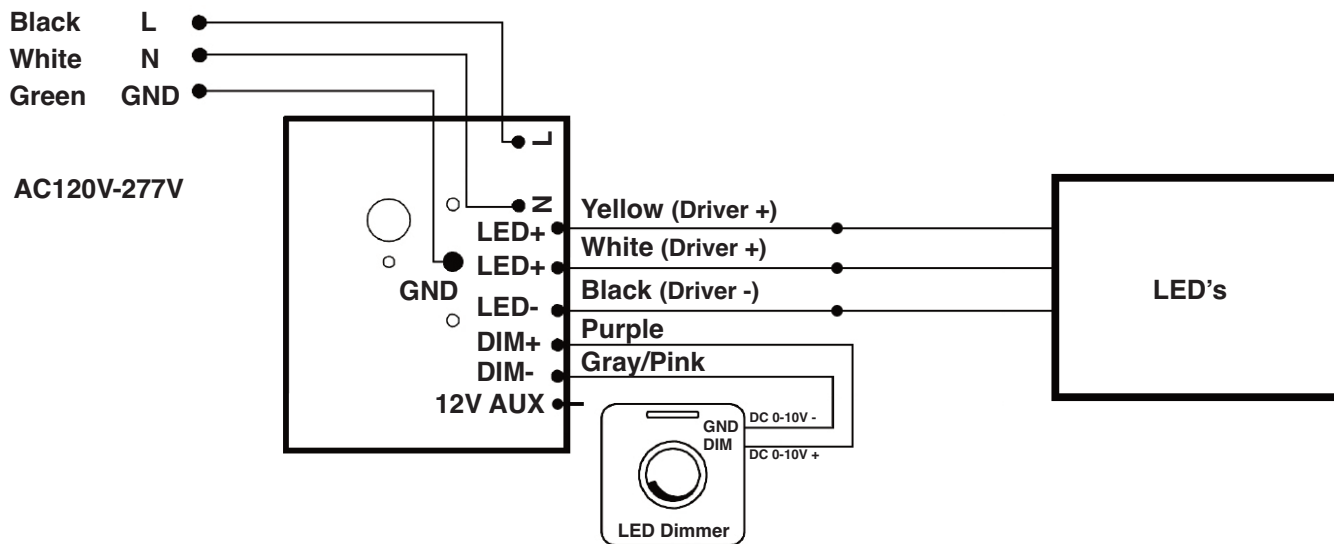 Black L
White N
Green GND
AC120V-277V
L
N
LED+
LED+
GND
LED-
DIM+
DIM-
12V AUX
Yellow (Driver +)
White (Driver +)
Black (Driver -)
Purple
Gray/Pink
LED's
GND
DIM
DC 0-10V -
DC 0-10V +
LED Dimmer